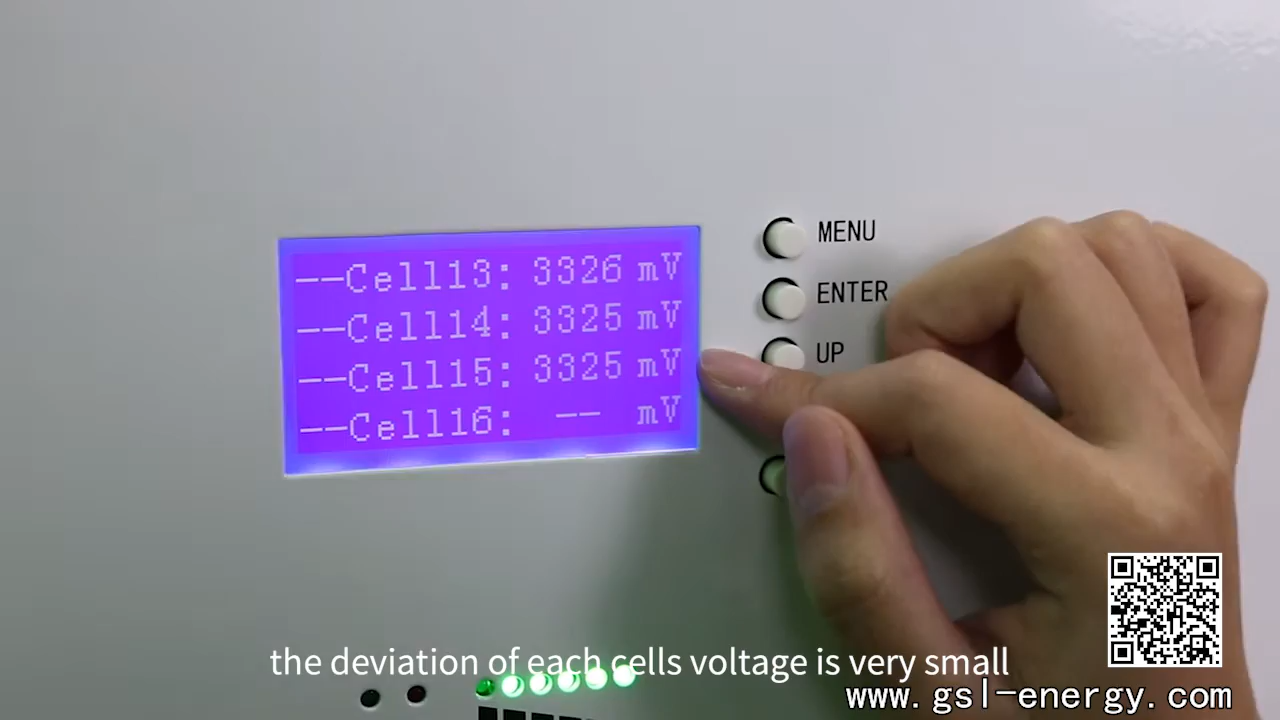 --Cell13: 3326 mV
--Cell14: 3325 mV
--Cell15: 3325 mV
--Cell16: -- mV
MENU
ENTER
UP
the deviation of each cells voltage is very small
www.gsl-energy.com